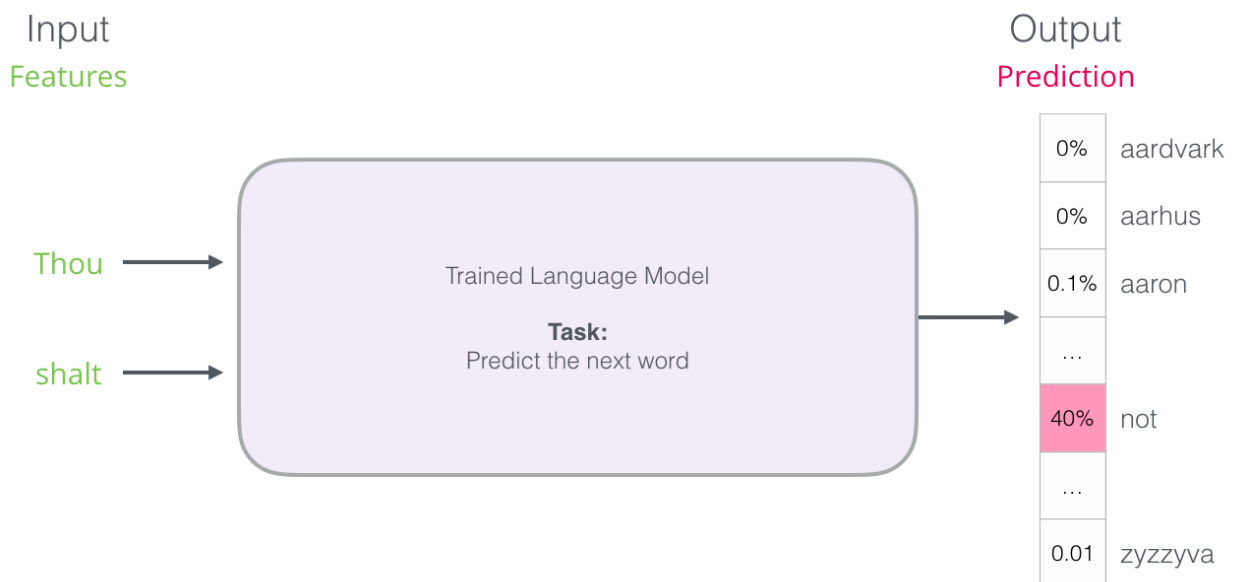 Input
Features
Thou
shalt
Trained Language Model
Task:
Predict the next word
Output
Prediction
0% aardvark
0% aarhus
0.1% aaron
...
40% not
...
0.01 zyzzyva